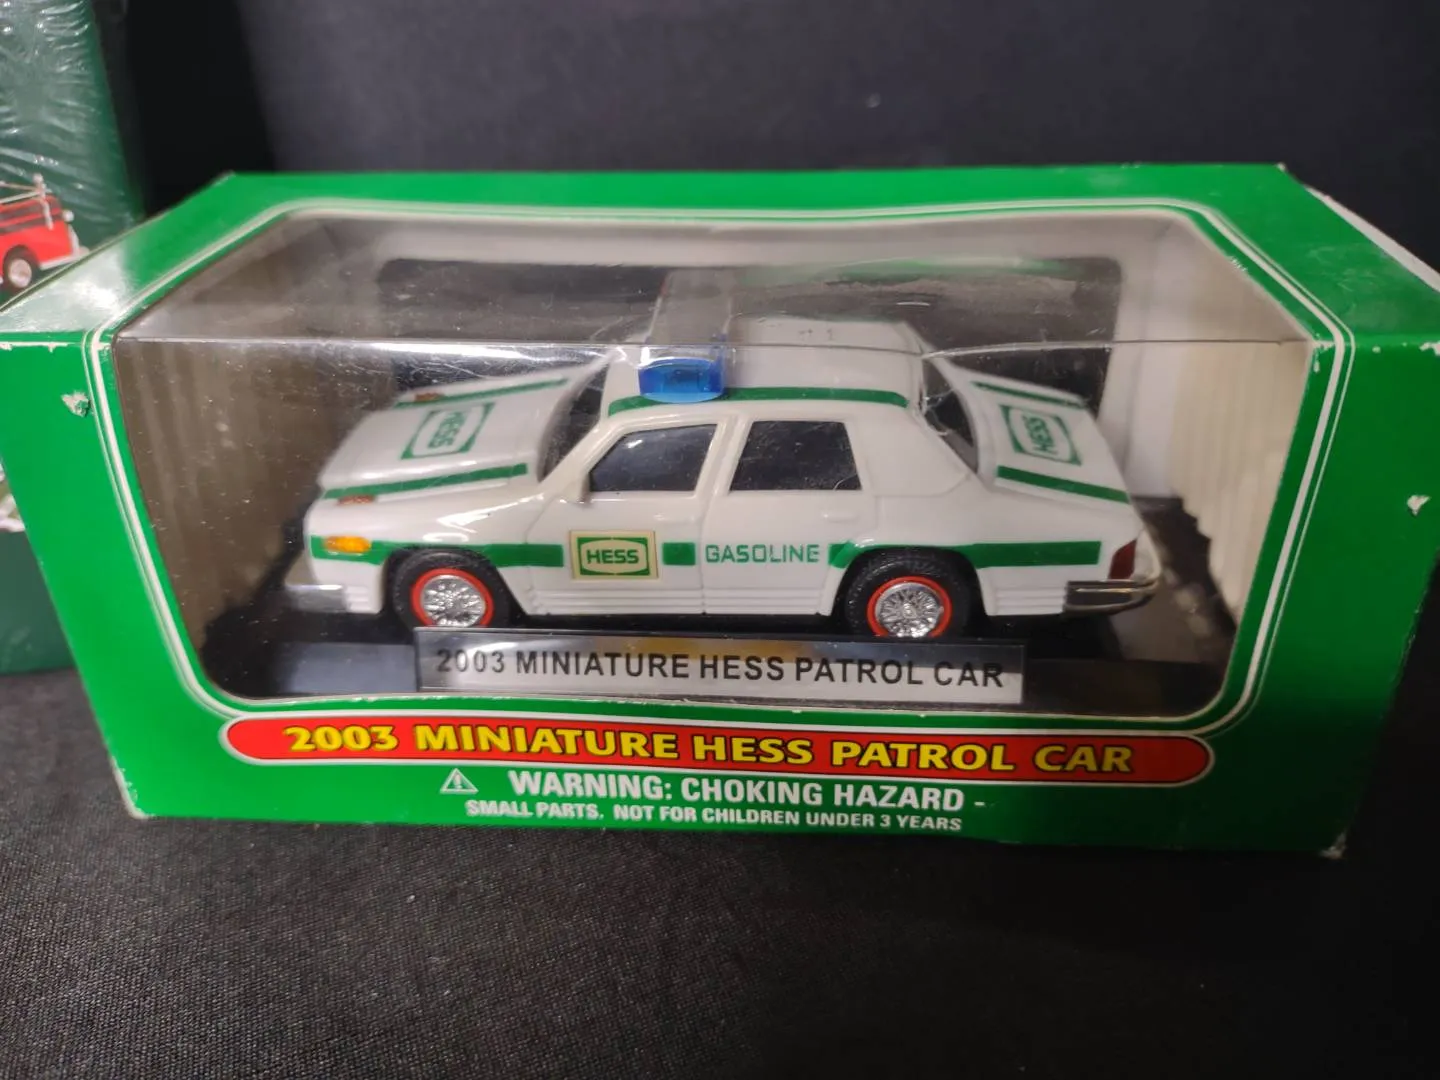 HESS
HESS
HESS
GASOLINE
2003 MINIATURE HESS PATROL CAR
2003 MINIATURE HESS PATROL CAR
WARNING: CHOKING HAZARD -
SMALL PARTS. NOT FOR CHILDREN UNDER 3 YEARS